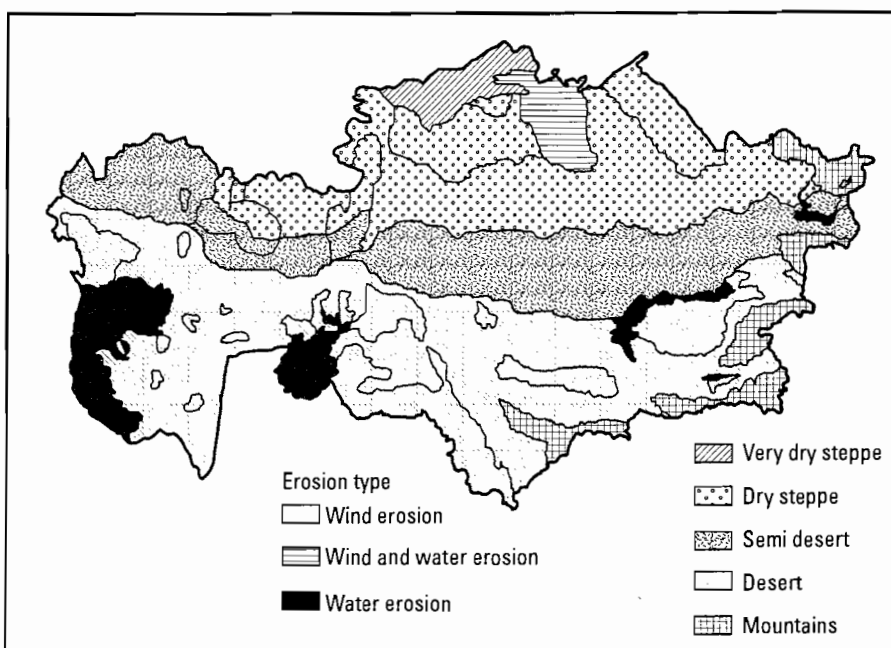 Erosion type
Wind erosion
Wind and water erosion
Water erosion
Very dry steppe
Dry steppe
Semi desert
Desert
Mountains